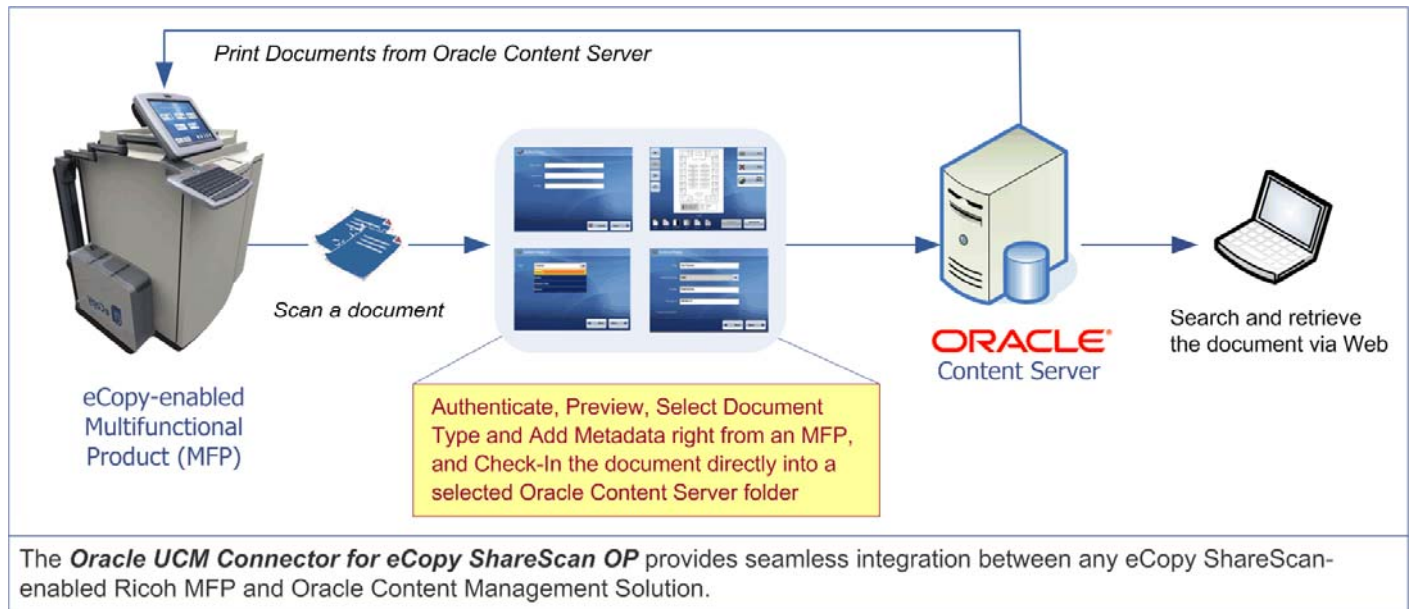 Print Documents from Oracle Content Server
Scan a document
eCopy-enabled
Multifunctional
Product (MFP)
ORACLE®
Content Server
Search and retrieve
the document via Web
Authenticate, Preview, Select Document
Type and Add Metadata right from an MFP,
and Check-In the document directly into a
selected Oracle Content Server folder
The Oracle UCM Connector for eCopy ShareScan OP provides seamless integration between any eCopy ShareScan-
enabled Ricoh MFP and Oracle Content Management Solution.